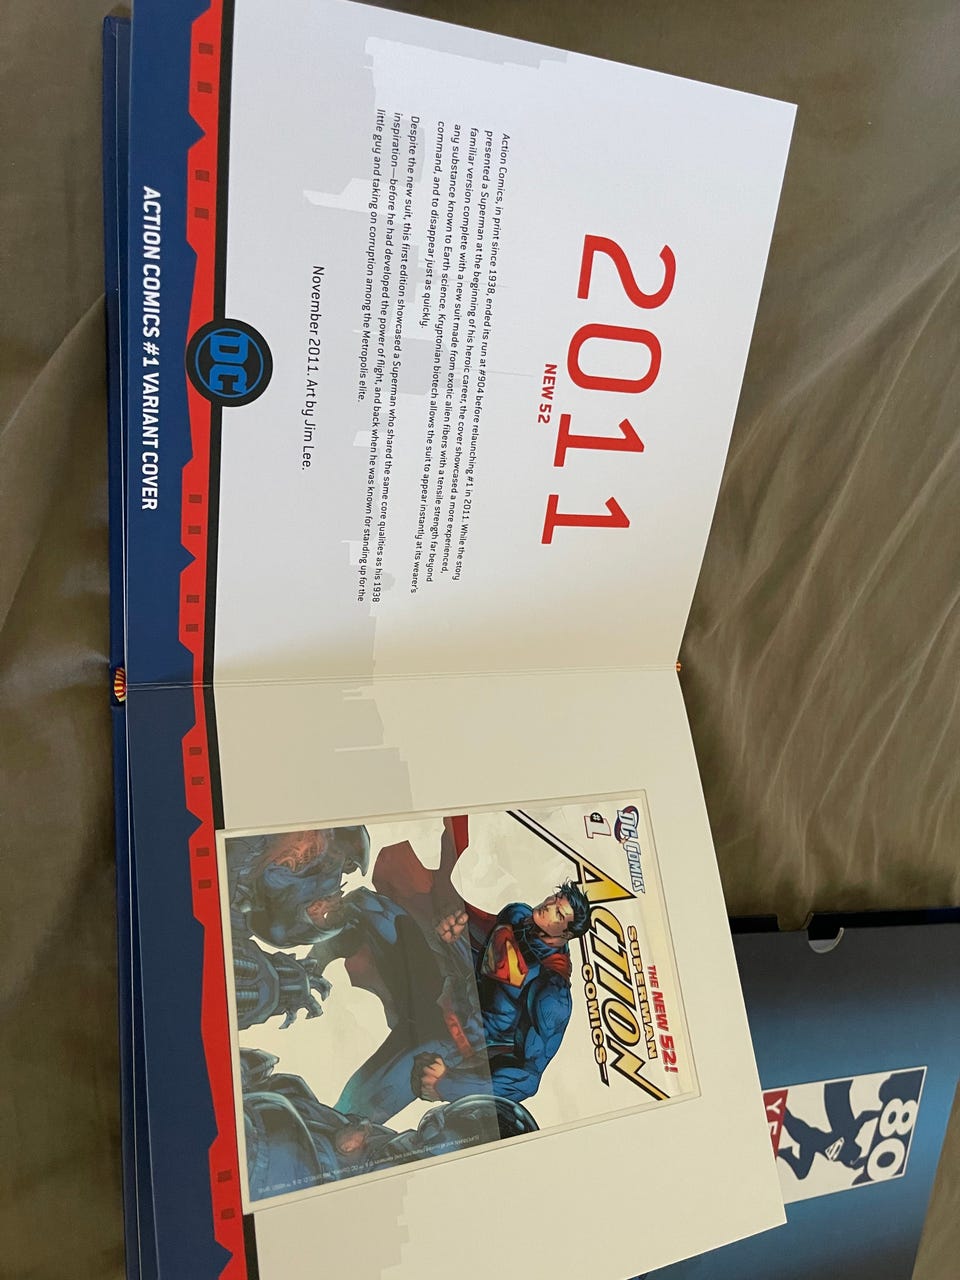 2011
NEW 52
Action Comics, in print since 1938, ended its run at #904 before relaunching #1 in 2011. While the story
presented a Superman at the beginning of his heroic career, the cover showcased a more experienced,
familiar version complete with a new suit made from exotic alien fibers with a tensile strength far beyond
any substance known to Earth science. Kryptonian biotech allows the suit to appear instantly at its wearer's
command, and to disappear just as quickly.
Despite the new suit, this first edition showcased a Superman who shared the same core qualities as his 1938
inspiration—before he had developed the power of flight, and back when he was known for standing up for the
little guy and taking on corruption among the Metropolis elite.
November 2011. Art by Jim Lee.
DC
ACTION COMICS #1 VARIANT COVER
DC COMICS
#1
THE NEW 52!
SUPERMAN
ACTION
COMICS
80